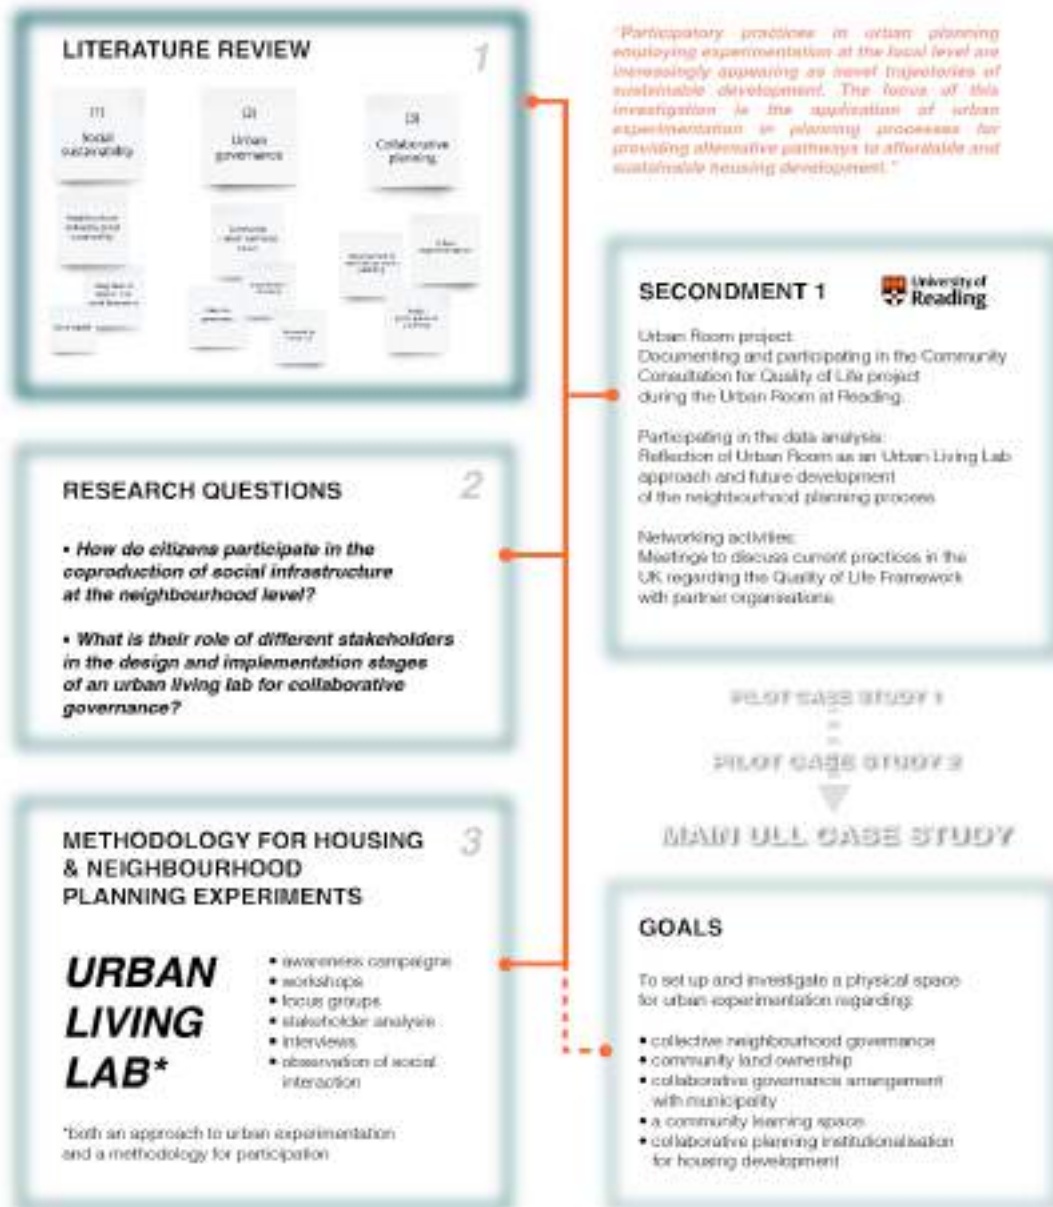 LITERATURE REVIEW
1
(1)
Social
sustainability
(2)
Urban
governance
(3)
Collaborative
planning
"Participatory practices in urban planning
employing experimentation at the local level are
increasingly appearing as novel trajectories of
sustainable development. The focus of this
investigation is the application of urban
experimentation in planning processes for
providing alternative pathways to affordable and
sustainable housing development."
SECONDMENT 1
University of
Reading
Urban Room project:
Documenting and participating in the Community
Consultation for Quality of Life project
during the Urban Room at Reading.
Participating in the data analysis:
Reflection of Urban Room as an Urban Living Lab
approach and future development
of the neighbourhood planning process
Networking activities:
Meetings to discuss current practices in the
UK regarding the Quality of Life Framework
with partner organisations
RESEARCH QUESTIONS
2
• How do citizens participate in the
coproduction of social infrastructure
at the neighbourhood level?
• What is their role of different stakeholders
in the design and implementation stages
of an urban living lab for collaborative
governance?
PILOT CASE STUDY 1
PILOT CASE STUDY 2
MAIN ULL CASE STUDY
METHODOLOGY FOR HOUSING
& NEIGHBOURHOOD
PLANNING EXPERIMENTS
3
URBAN
LIVING
LAB*
• awareness campaigns
• workshops
• focus groups
• stakeholder analysis
• interviews
• observation of social
interaction
*both an approach to urban experimentation
and a methodology for participation
GOALS
To set up and investigate a physical space
for urban experimentation regarding:
• collective neighbourhood governance
• community land ownership
• collaborative governance arrangement
with municipality
• a community learning space
• collaborative planning institutionalisation
for housing development